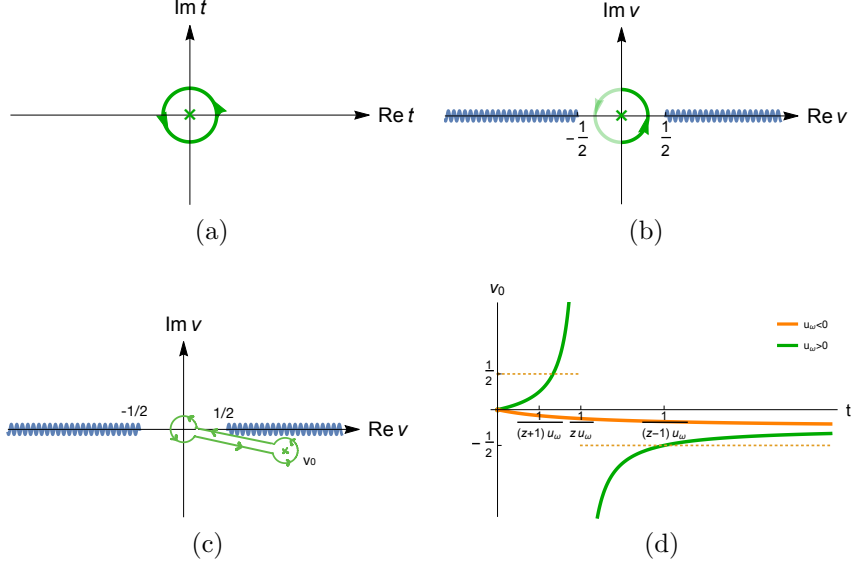 Im t
Re t
(a)
Im v
Re v
−1/2
1/2
(b)
Im v
-1/2
1/2
Re v
v₀
(c)
v₀
u_ω<0
u_ω>0
1/2
t
1/((z+1) u_ω)
1/(z u_ω)
1/((z-1) u_ω)
−1/2
(d)